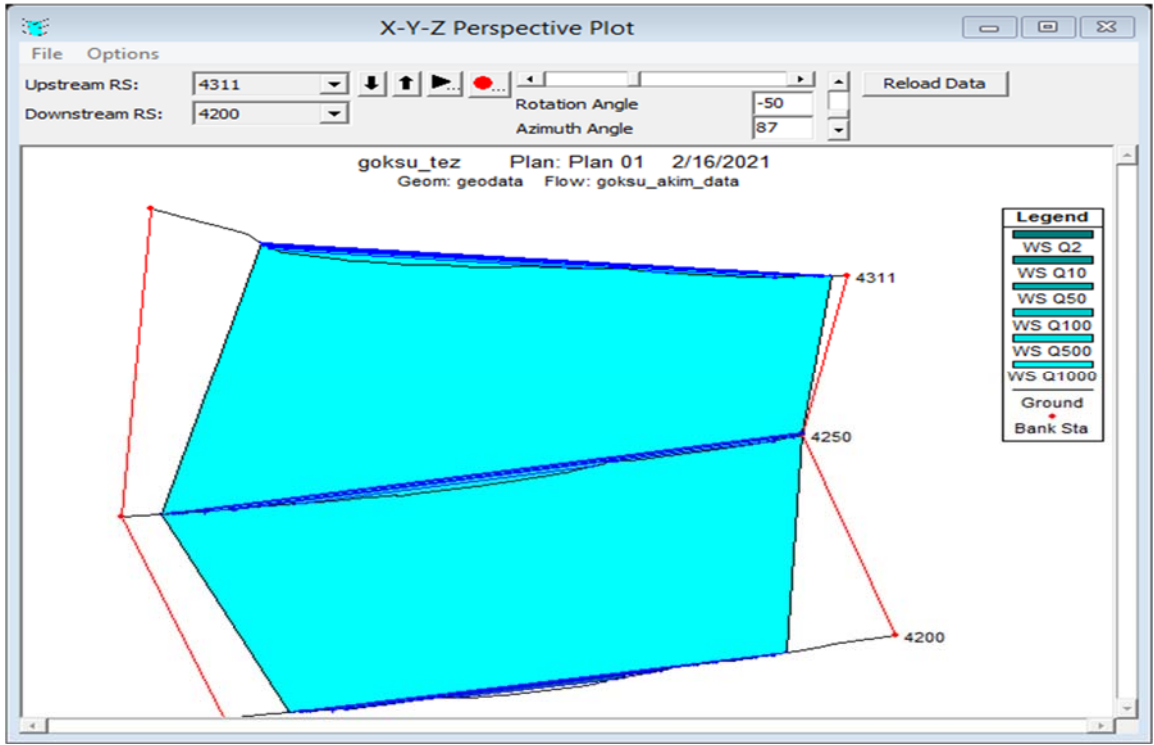 X-Y-Z Perspective Plot
File Options
Upstream RS: 4311
Downstream RS: 4200
Rotation Angle -50
Azimuth Angle 87
Reload Data
goksu_tez Plan: Plan 01 2/16/2021
Geom: geodata Flow: goksu_akim_data
Legend
WS Q2
WS Q10
WS Q50
WS Q100
WS Q500
WS Q1000
Ground
Bank Sta
4311
4250
4200